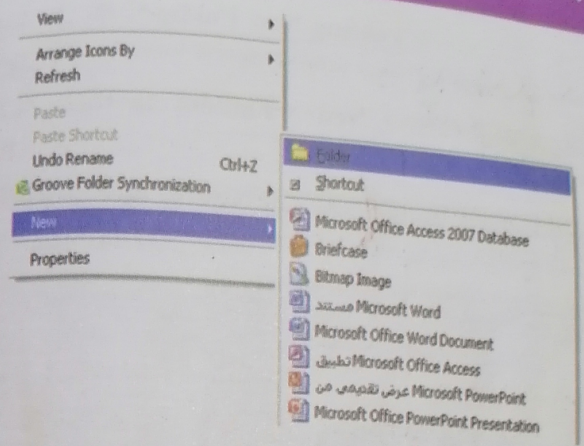 View
Arrange Icons By
Refresh
Paste
Paste Shortcut
Undo Rename Ctrl+Z
Groove Folder Synchronization
New
Properties
Folder
Shortcut
Microsoft Office Access 2007 Database
Briefcase
Bitmap Image
مستند Microsoft Word
Microsoft Office Word Document
تطبيق Microsoft Office Access
عرض تقديمي من Microsoft PowerPoint
Microsoft Office PowerPoint Presentation